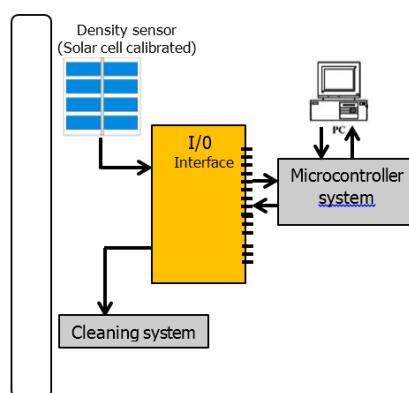 Density sensor
(Solar cell calibrated)
I/0
Interface
PC
Microcontroller
system
Cleaning system